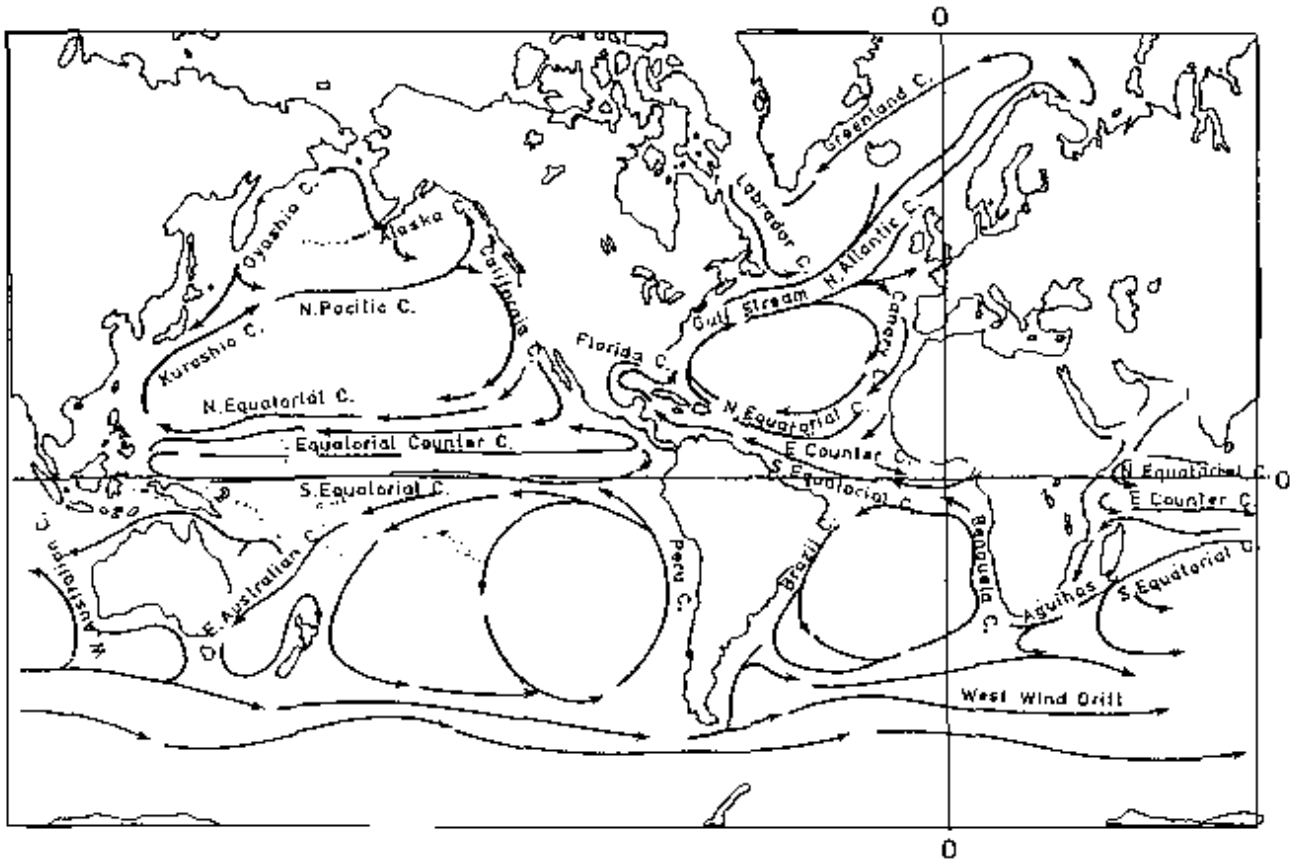 0
Greenland C.
Oyashio C.
Alaska C.
Labrador C.
N. Atlantic C.
California C.
N. Pacific C.
Gulf Stream
Canary C.
Kuroshio C.
Florida C.
N. Equatorial C.
N. Equatorial C.
Equatorial Counter C.
E Counter C.
S. Equatorial C.
S. Equatorial C.
N. Equatorial C.
0
E Counter C.
W. Australian C.
E. Australian C.
Peru C.
Brazil C.
Benguela C.
Agulhas
S. Equatorial C.
West Wind Drift
0